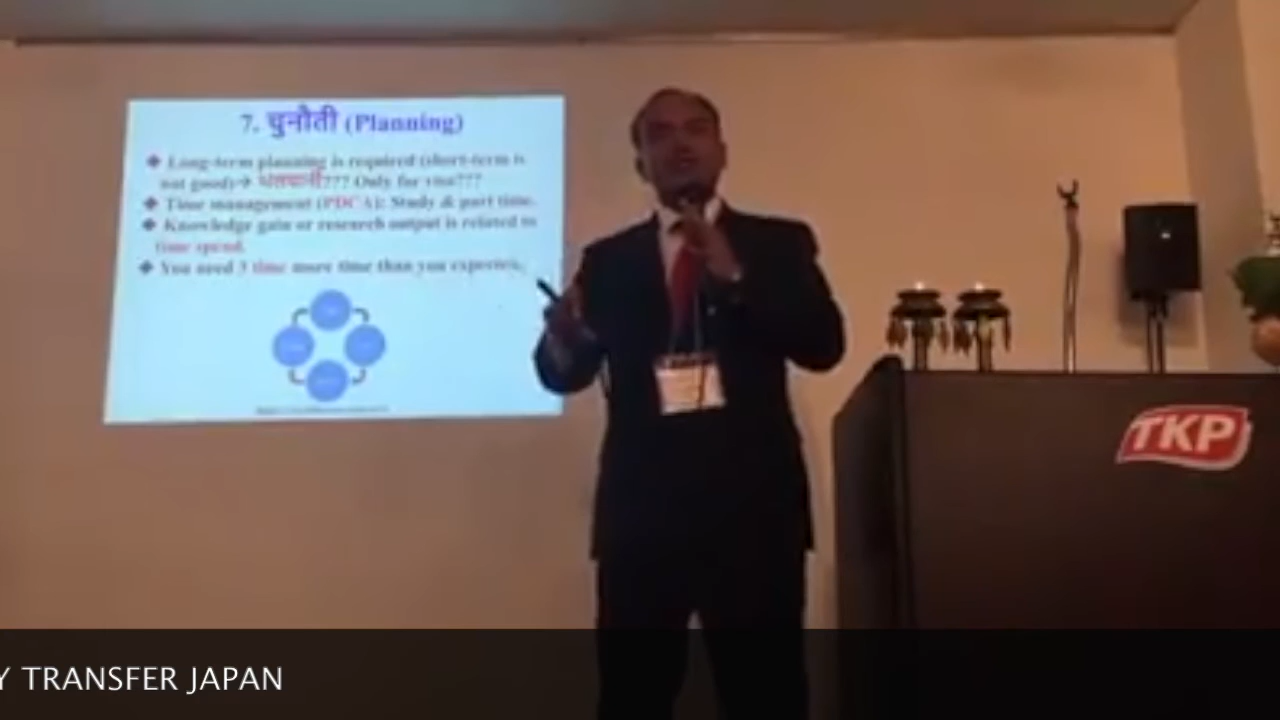 7. चुनौती (Planning)
❖ Long-term planning is required (short-term is
not good)→ ??? Only for visa???
❖ Time management (PDCA): Study & part time.
❖ Knowledge gain or research output is related to
time spend.
❖ You need 3 time more time than you expected.
TKP
Y TRANSFER JAPAN